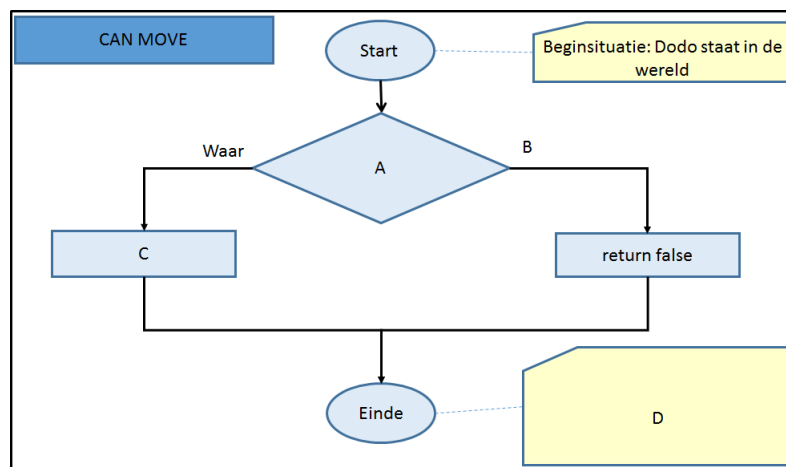 CAN MOVE
Start
Beginsituatie: Dodo staat in de
wereld
Waar
A
B
C
return false
Einde
D